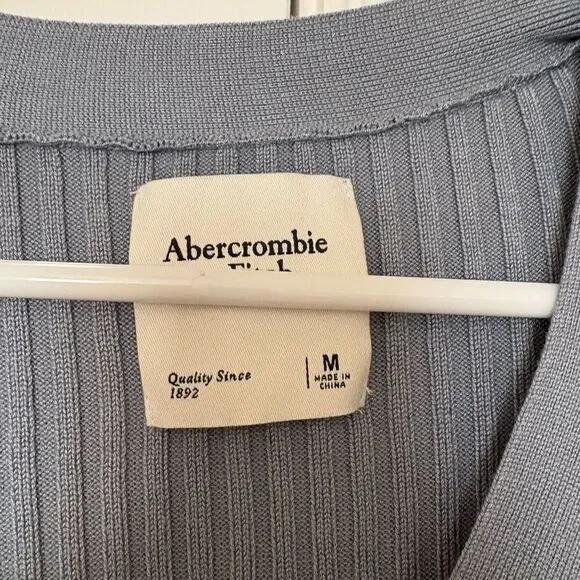 Abercrombie
Quality Since
1892
M
MADE IN
CHINA